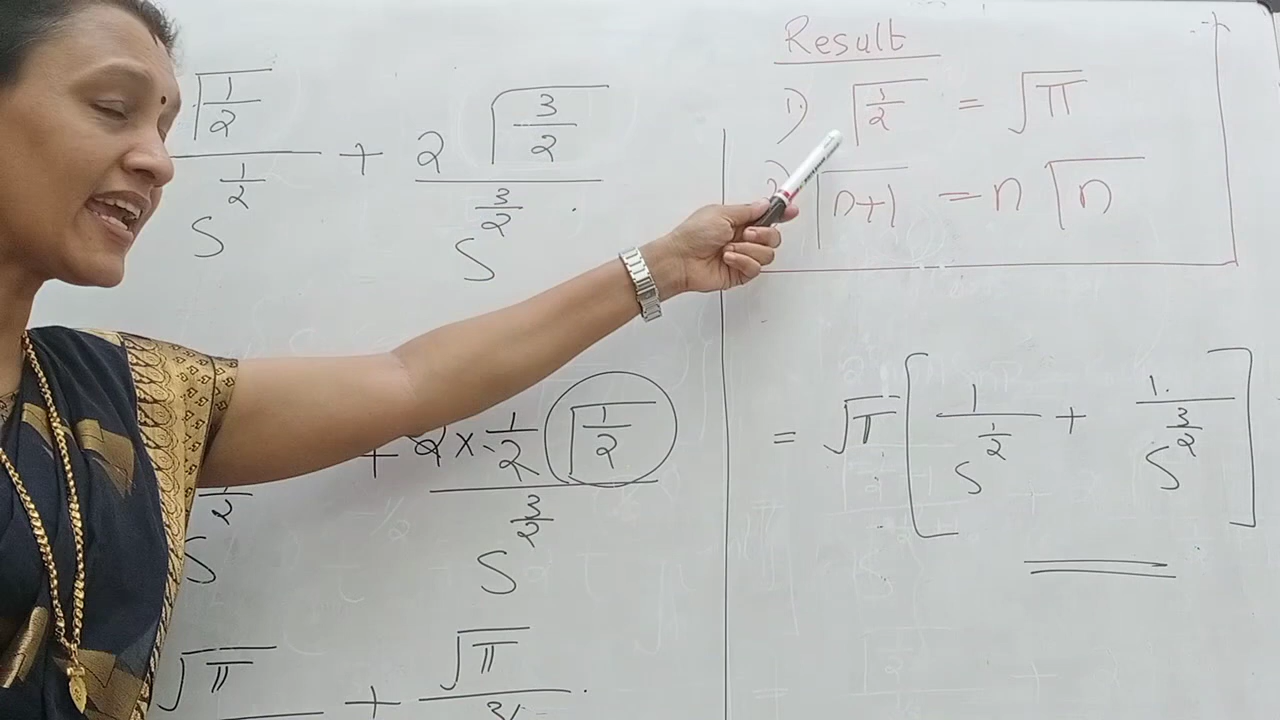 Γ(1/2) / s^(1/2) + 2 Γ(3/2) / s^(3/2) .
+ 2 × 1/2 Γ(1/2) / s^(3/2)
√π + √π / 3/ .
Result
1) Γ(1/2) = √π
2) Γ(n+1) = n Γ(n)
= √π [ 1 / s^(1/2) + 1. / s^(3/2) ]